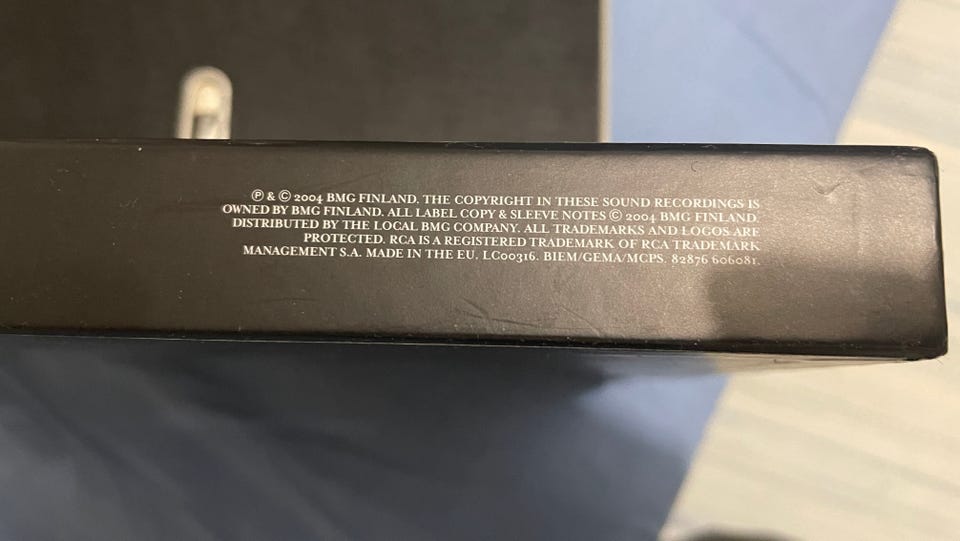 ℗ & © 2004 BMG FINLAND. THE COPYRIGHT IN THESE SOUND RECORDINGS IS
OWNED BY BMG FINLAND. ALL LABEL COPY & SLEEVE NOTES © 2004 BMG FINLAND.
DISTRIBUTED BY THE LOCAL BMG COMPANY. ALL TRADEMARKS AND LOGOS ARE
PROTECTED. RCA IS A REGISTERED TRADEMARK OF RCA TRADEMARK
MANAGEMENT S.A. MADE IN THE EU. LC00316. BIEM/GEMA/MCPS. 82876 606081.